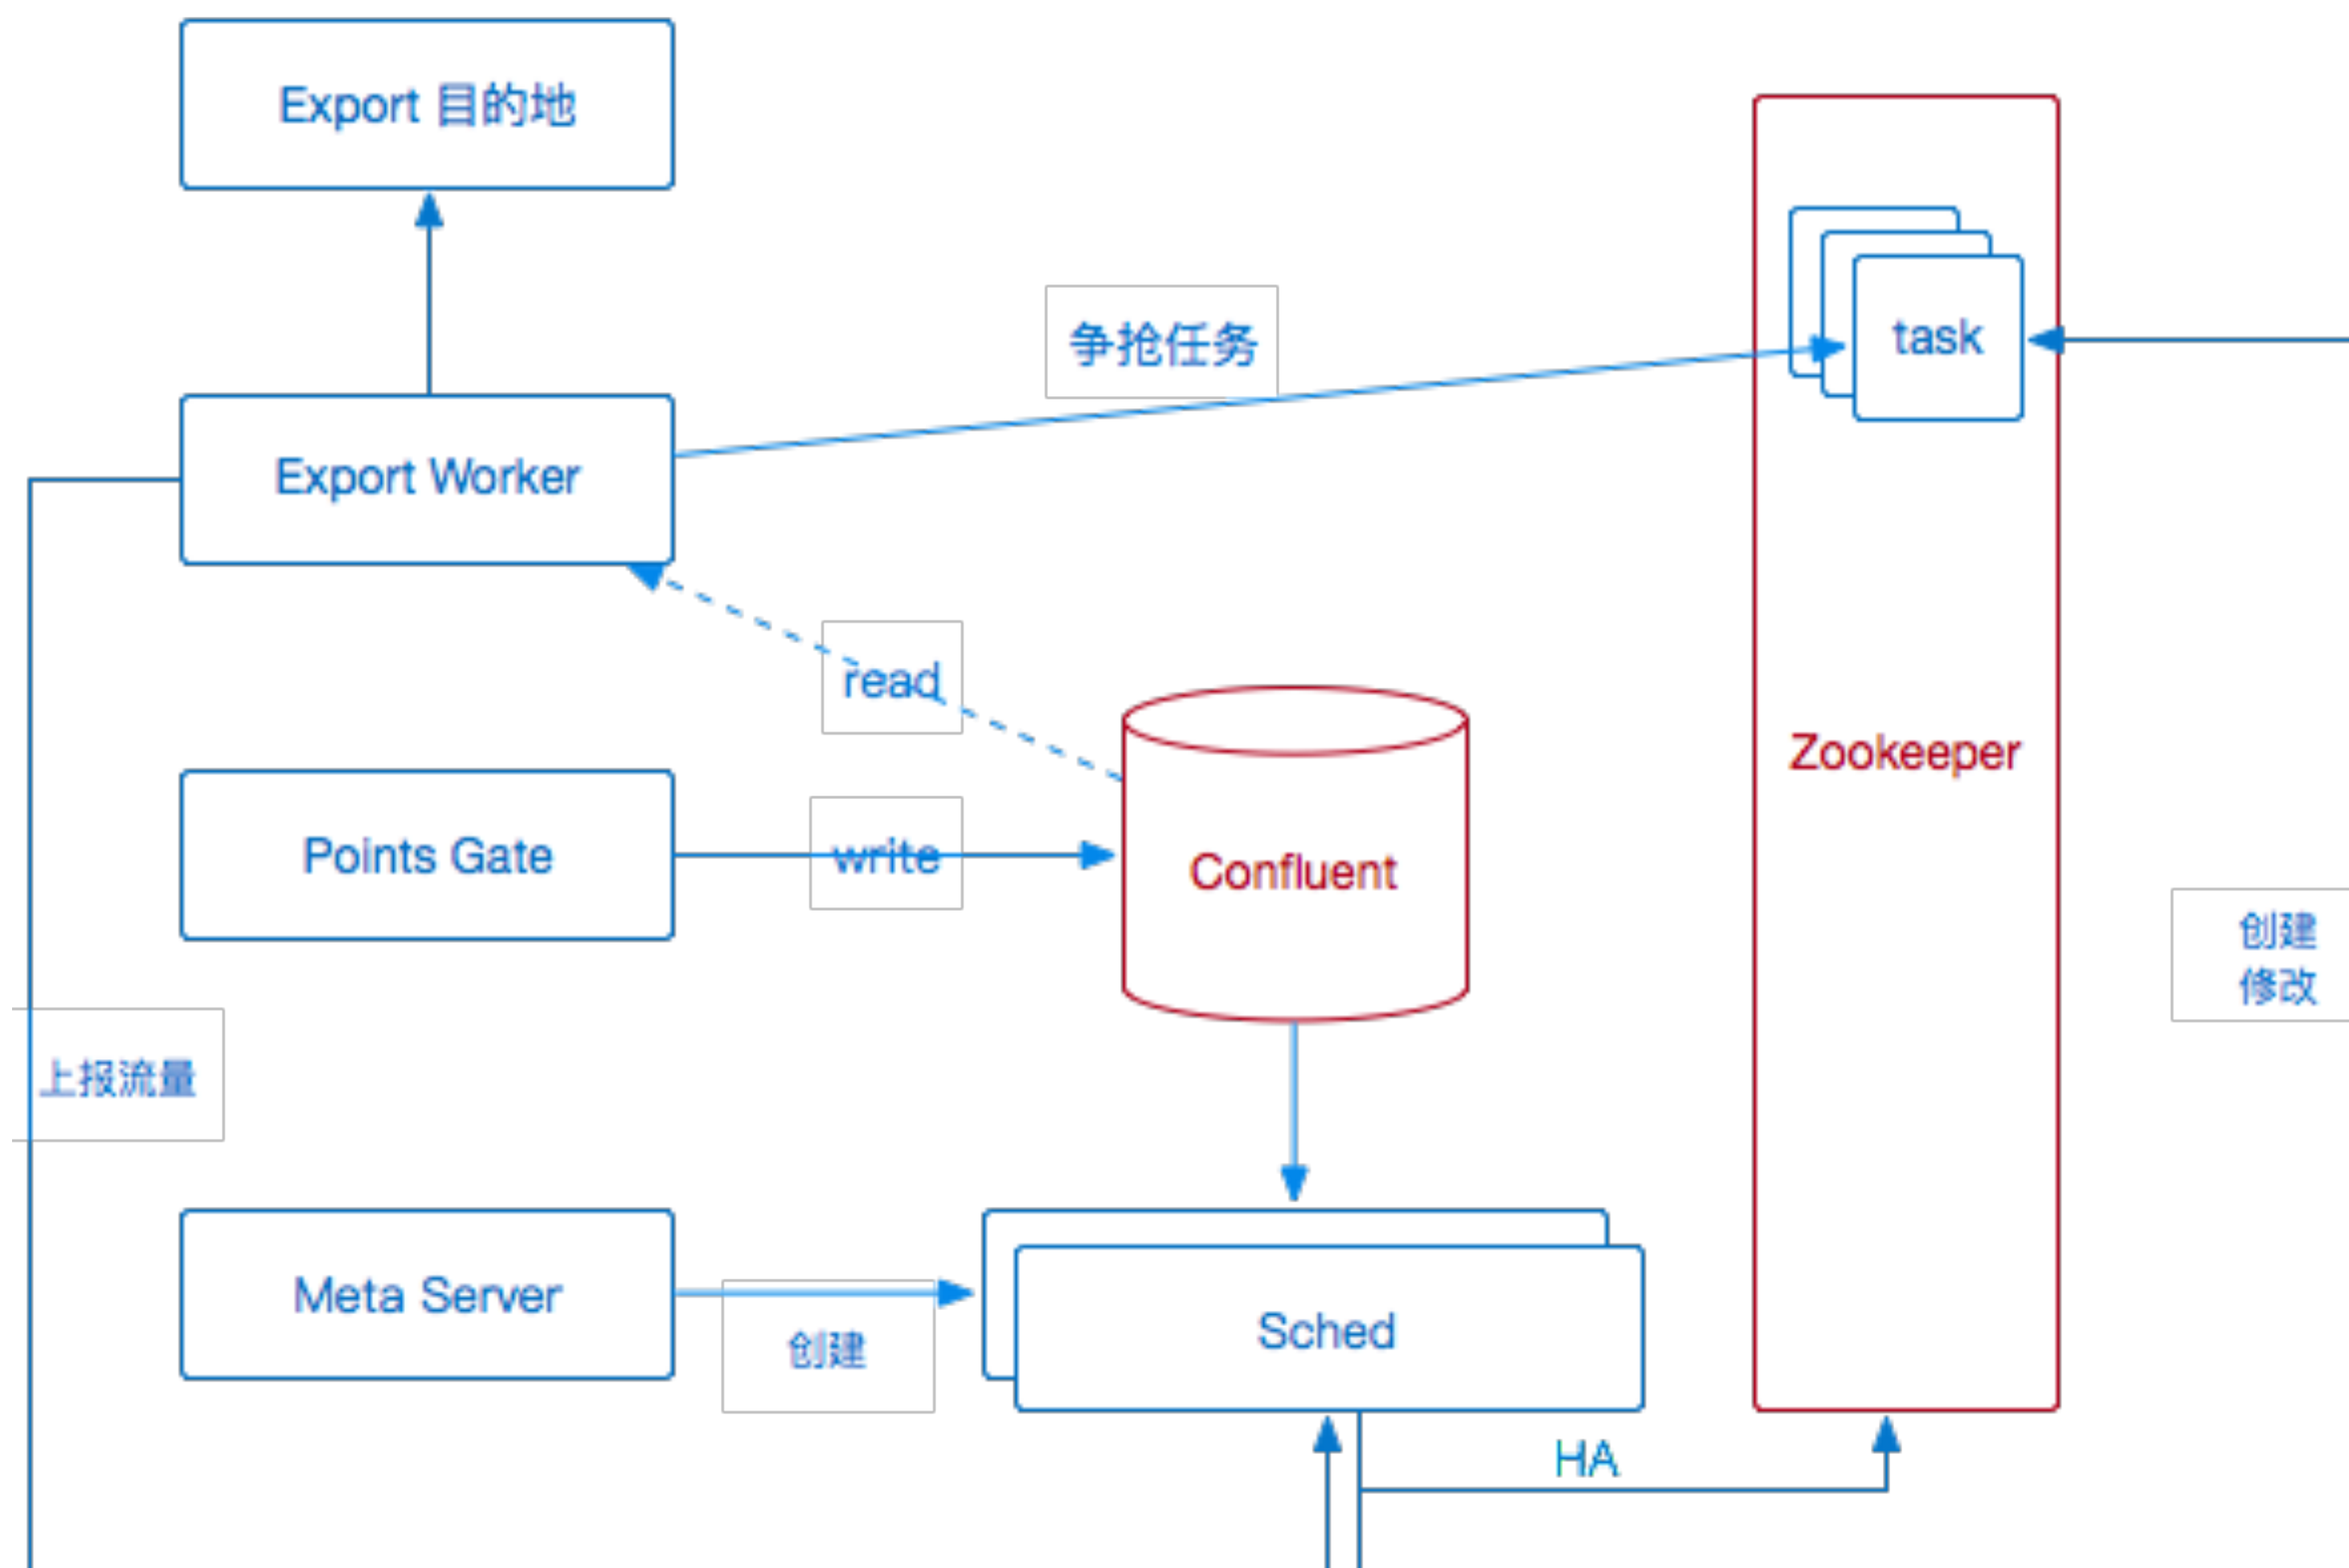 Export 目的地
争抢任务
task
Export Worker
read
Zookeeper
Points Gate
write
Confluent
创建
修改
上报流量
Meta Server
创建
Sched
HA